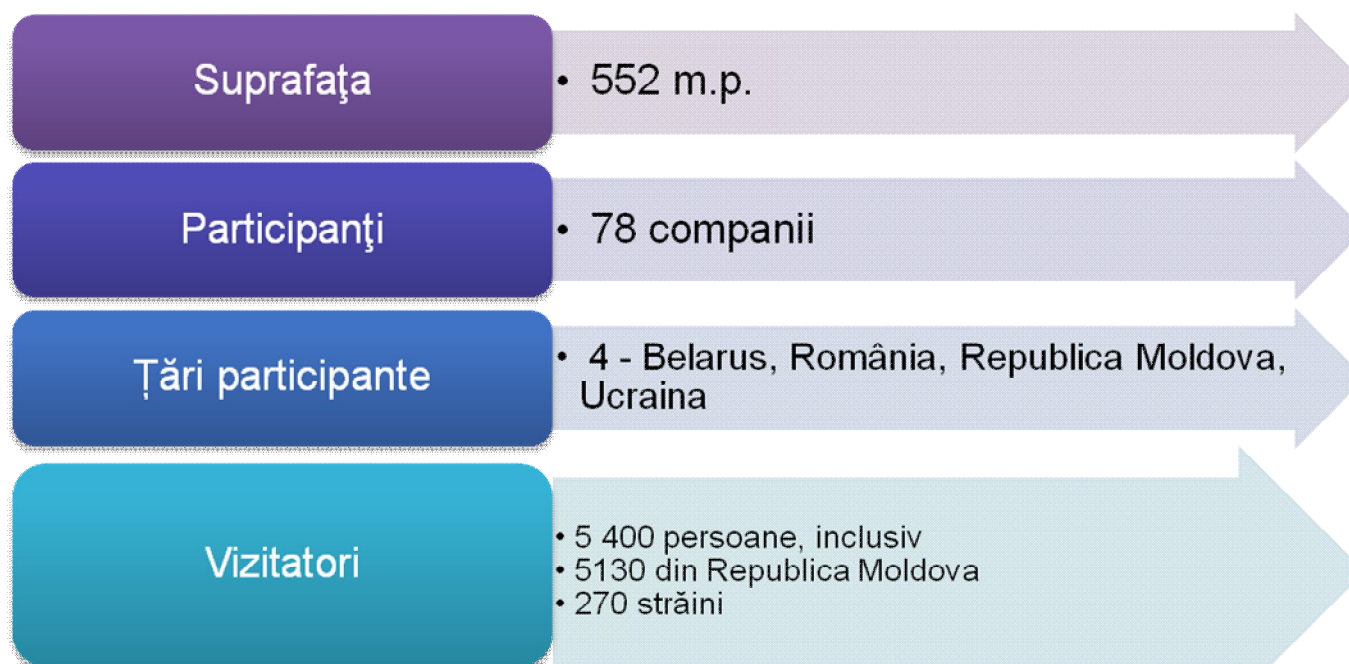 Suprafaţa
• 552 m.p.
Participanţi
• 78 companii
Țări participante
• 4 - Belarus, România, Republica Moldova,
Ucraina
Vizitatori
• 5 400 persoane, inclusiv
• 5130 din Republica Moldova
• 270 străini